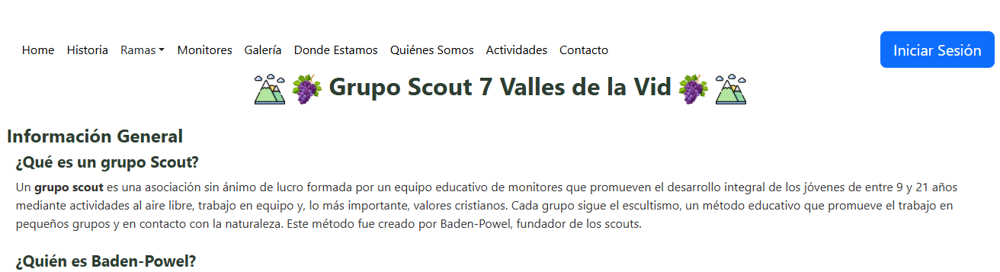 Home Historia Ramas Monitores Galería Donde Estamos Quiénes Somos Actividades Contacto Iniciar Sesión
Grupo Scout 7 Valles de la Vid
Información General
¿Qué es un grupo Scout?
Un grupo scout es una asociación sin ánimo de lucro formada por un equipo educativo de monitores que promueven el desarrollo integral de los jóvenes de entre 9 y 21 años
mediante actividades al aire libre, trabajo en equipo y, lo más importante, valores cristianos. Cada grupo sigue el escultismo, un método educativo que promueve el trabajo en
pequeños grupos y en contacto con la naturaleza. Este método fue creado por Baden-Powel, fundador de los scouts.
¿Quién es Baden-Powel?